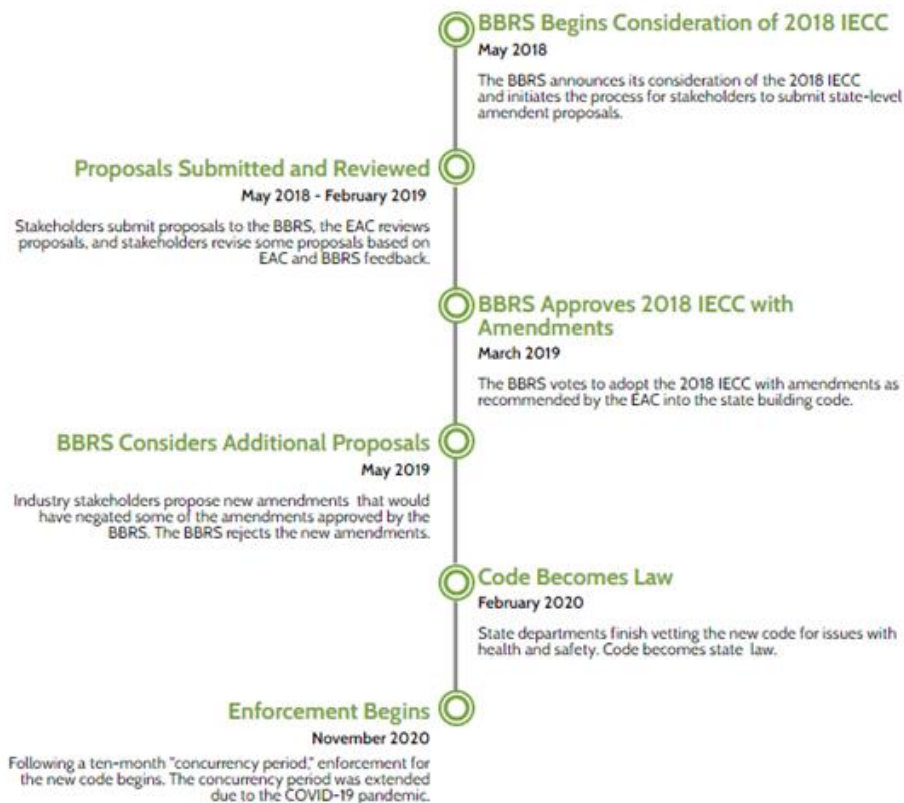 BBRS Begins Consideration of 2018 IECC
May 2018
The BBRS announces its consideration of the 2018 IECC
and initiates the process for stakeholders to submit state-level
amendent proposals.
Proposals Submitted and Reviewed
May 2018 - February 2019
Stakeholders submit proposals to the BBRS, the EAC reviews
proposals, and stakeholders revise some proposals based on
EAC and BBRS feedback.
BBRS Approves 2018 IECC with
Amendments
March 2019
The BBRS votes to adopt the 2018 IECC with amendments as
recommended by the EAC into the state building code.
BBRS Considers Additional Proposals
May 2019
Industry stakeholders propose new amendments that would
have negated some of the amendments approved by the
BBRS. The BBRS rejects the new amendments.
Code Becomes Law
February 2020
State departments finish vetting the new code for issues with
health and safety. Code becomes state law.
Enforcement Begins
November 2020
Following a ten-month "concurrency period," enforcement for
the new code begins. The concurrency period was extended
due to the COVID-19 pandemic.